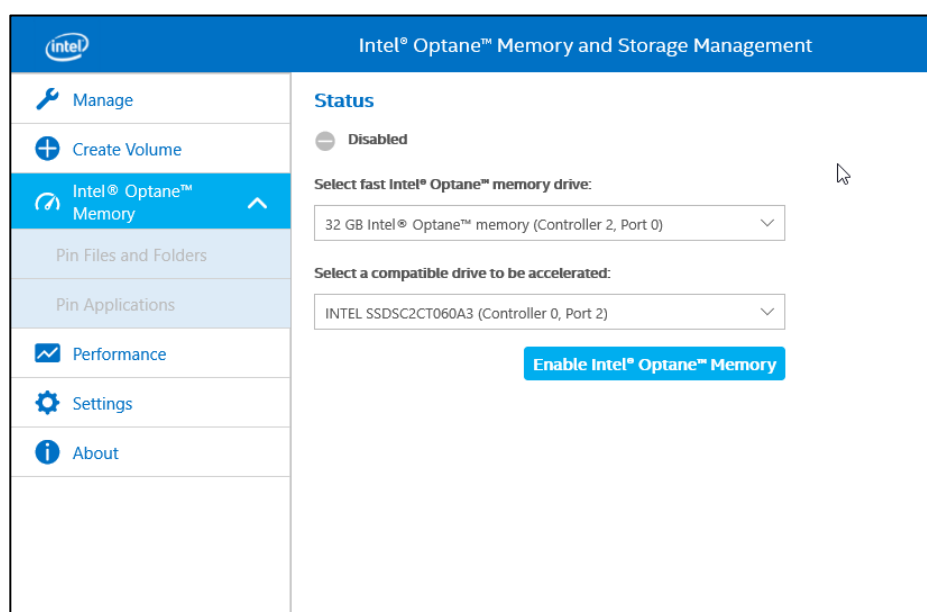 intel
Intel® Optane™ Memory and Storage Management
Manage
Create Volume
Intel® Optane™
Memory
Pin Files and Folders
Pin Applications
Performance
Settings
About
Status
Disabled
Select fast Intel® Optane™ memory drive:
32 GB Intel® Optane™ memory (Controller 2, Port 0)
Select a compatible drive to be accelerated:
INTEL SSDSC2CT060A3 (Controller 0, Port 2)
Enable Intel® Optane™ Memory